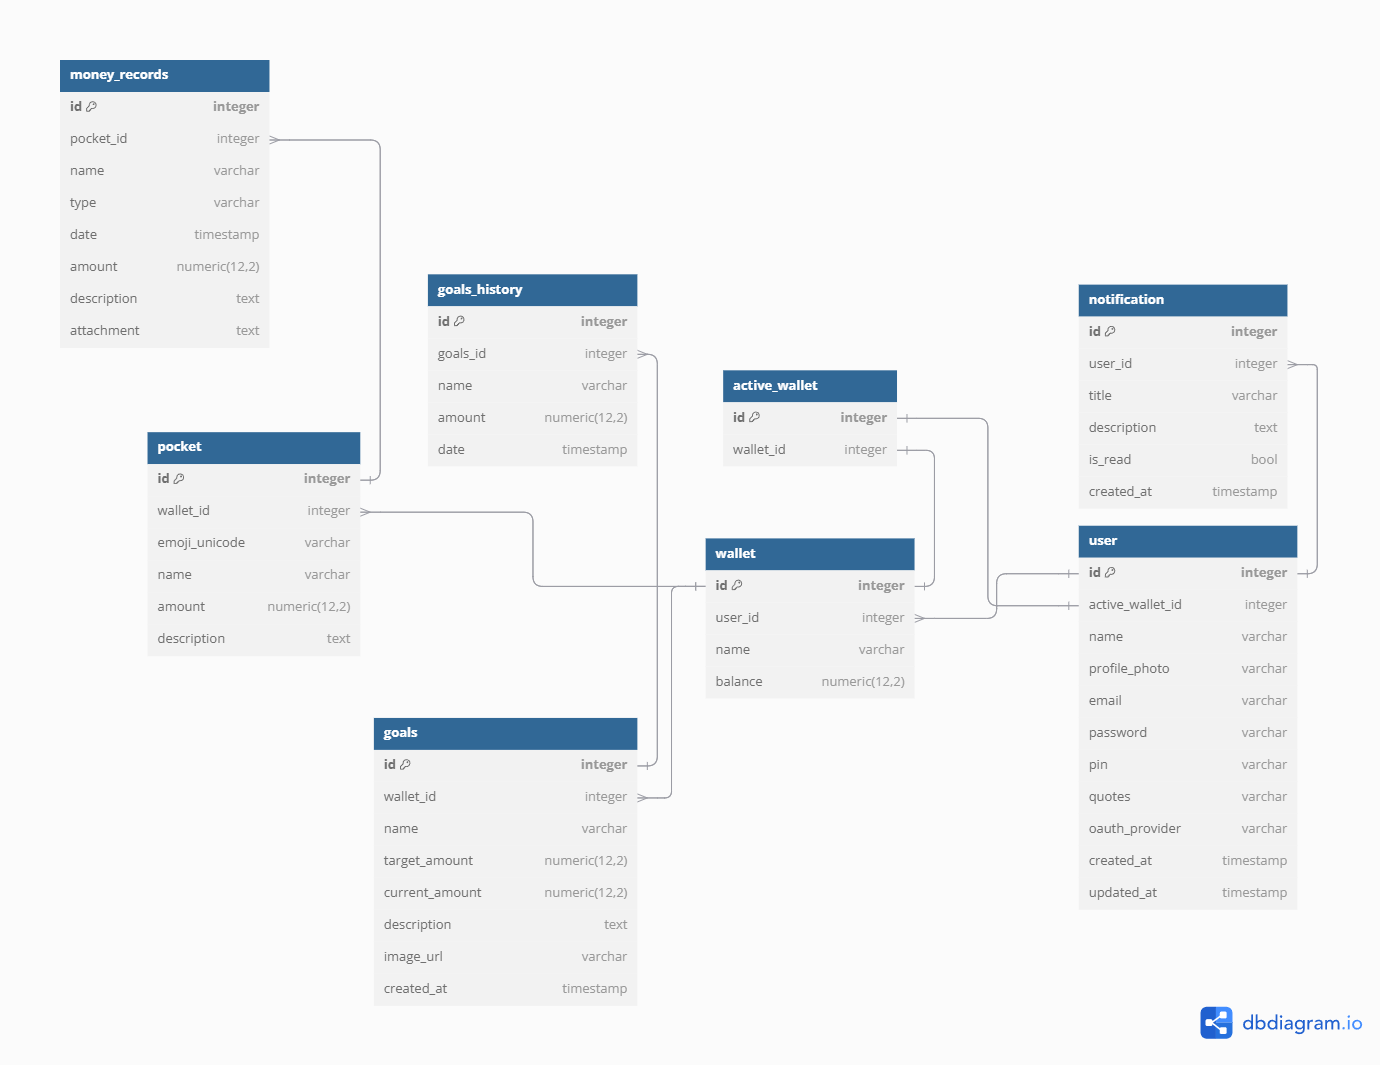 money_records
id integer
pocket_id integer
name varchar
type varchar
date timestamp
amount numeric(12,2)
description text
attachment text
goals_history
id integer
goals_id integer
name varchar
amount numeric(12,2)
date timestamp
notification
id integer
user_id integer
title varchar
description text
is_read bool
created_at timestamp
active_wallet
id integer
wallet_id integer
pocket
id integer
wallet_id integer
emoji_unicode varchar
name varchar
amount numeric(12,2)
description text
wallet
id integer
user_id integer
name varchar
balance numeric(12,2)
user
id integer
active_wallet_id integer
name varchar
profile_photo varchar
email varchar
password varchar
pin varchar
quotes varchar
oauth_provider varchar
created_at timestamp
updated_at timestamp
goals
id integer
wallet_id integer
name varchar
target_amount numeric(12,2)
current_amount numeric(12,2)
description text
image_url varchar
created_at timestamp
dbdiagram.io